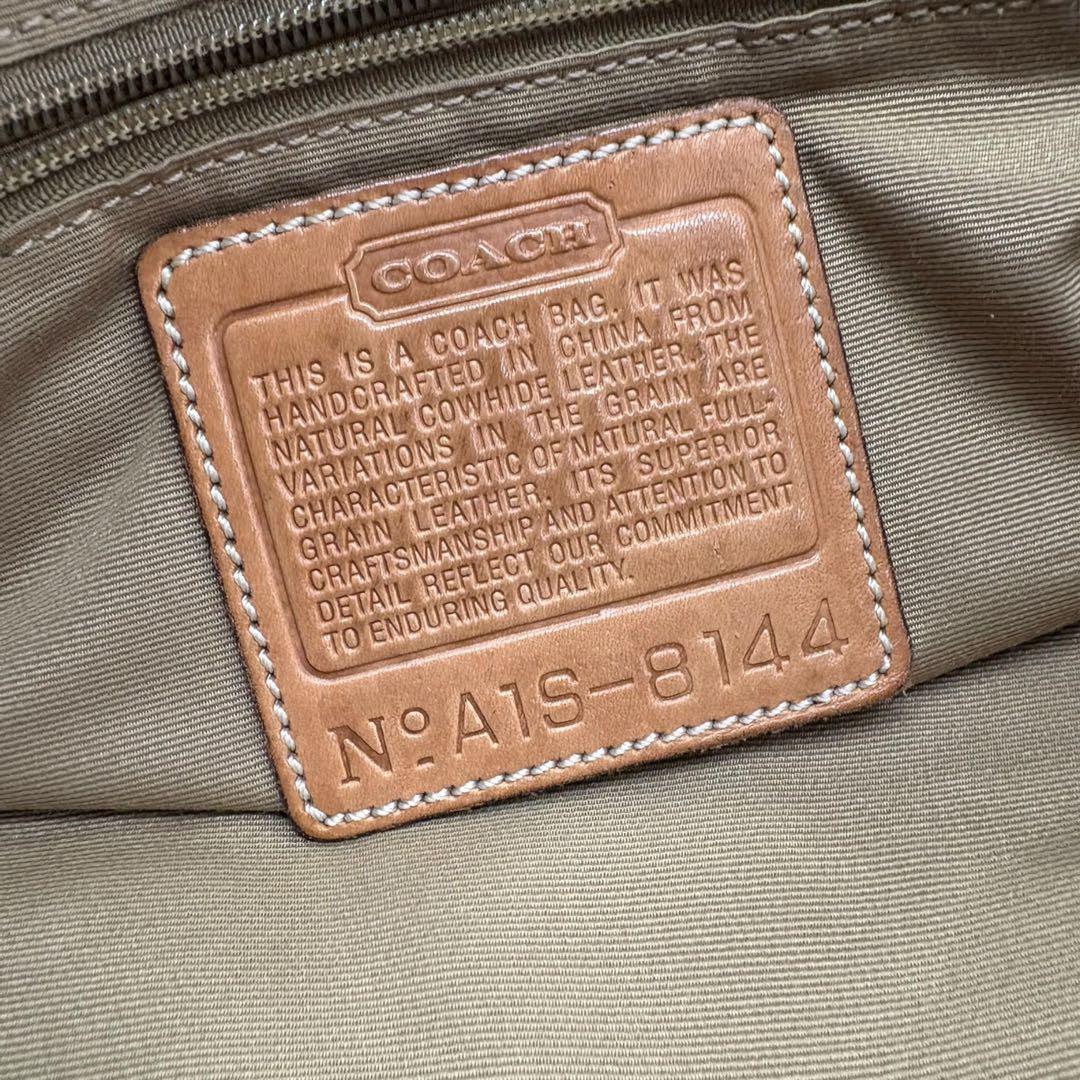 COACH
THIS IS A COACH BAG. IT WAS
HANDCRAFTED IN CHINA FROM
NATURAL COWHIDE LEATHER. THE
VARIATIONS IN THE GRAIN ARE
CHARACTERISTIC OF NATURAL FULL-
GRAIN LEATHER. ITS SUPERIOR
CRAFTSMANSHIP AND ATTENTION TO
DETAIL REFLECT OUR COMMITMENT
TO ENDURING QUALITY.
Nº A1S-8144